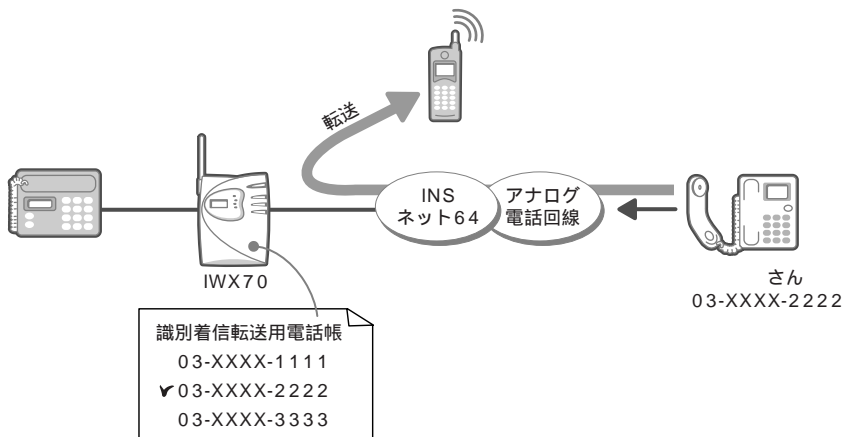 転送
INS
ネット64
アナログ
電話回線
IWX70
さん
03-XXXX-2222
識別着信転送用電話帳
03-XXXX-1111
✔03-XXXX-2222
03-XXXX-3333